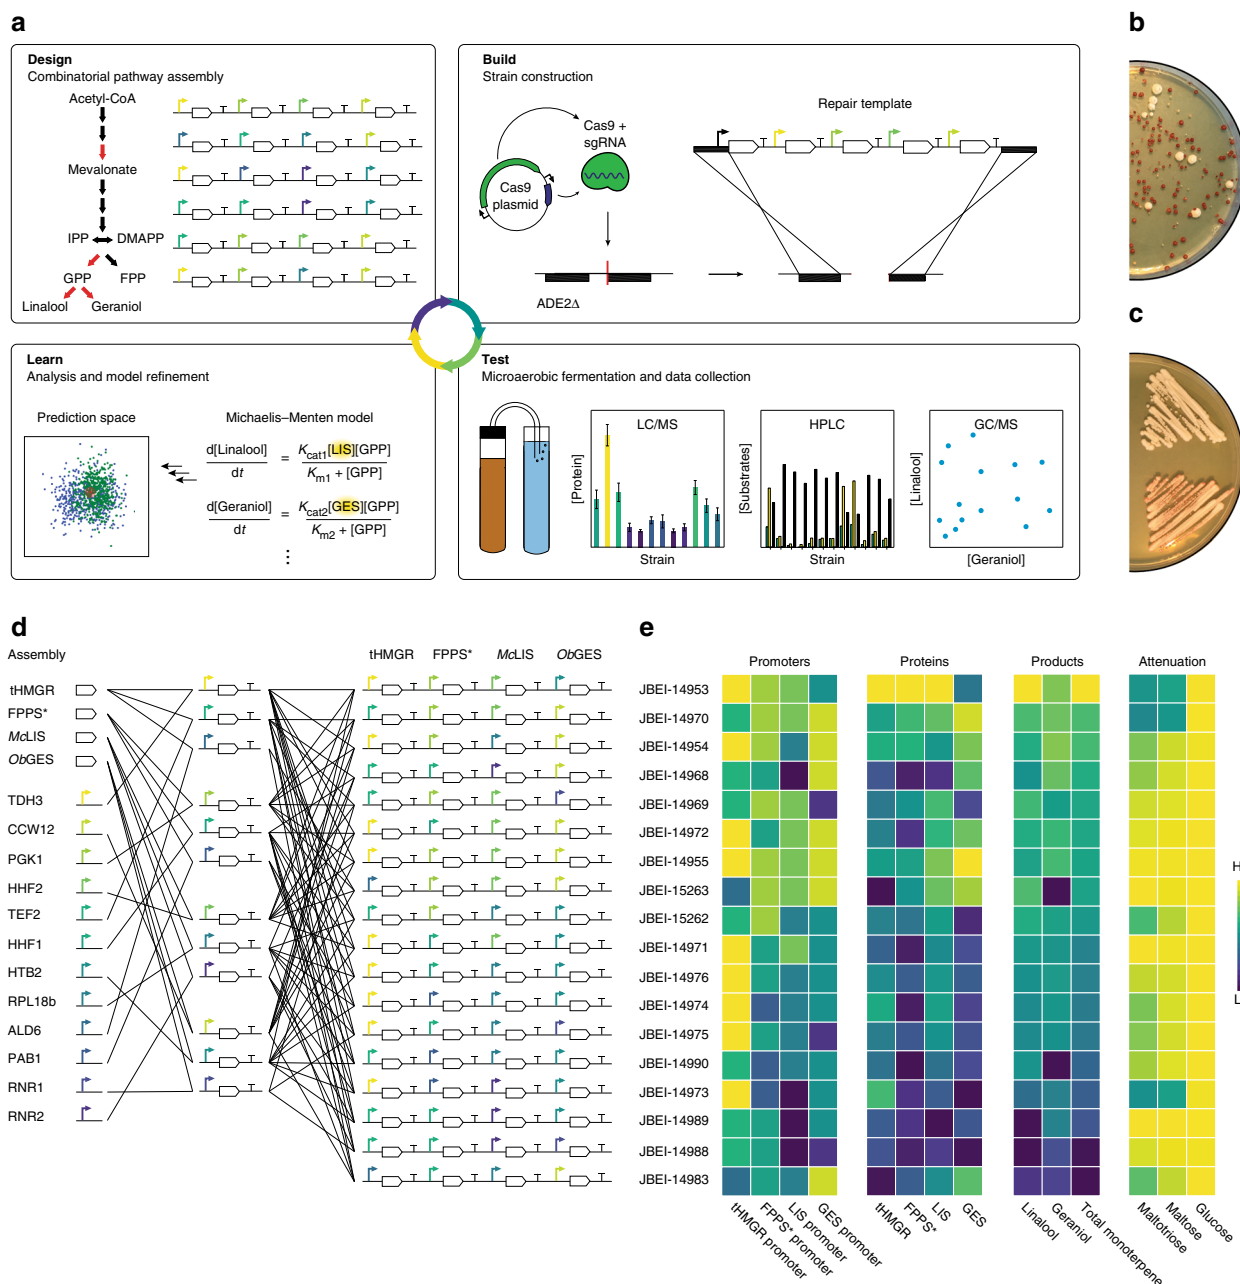 a
Design
Combinatorial pathway assembly
Acetyl-CoA
Mevalonate
IPP
DMAPP
GPP
FPP
Linalool
Geraniol
Build
Strain construction
Cas9 +
sgRNA
Cas9
plasmid
Repair template
ADE2Δ
Learn
Analysis and model refinement
Prediction space
Michaelis–Menten model
d[Linalool]
dt
=
Kcat1[LIS][GPP]
Km1 + [GPP]
d[Geraniol]
dt
=
Kcat2[GES][GPP]
Km2 + [GPP]
⋮
Test
Microaerobic fermentation and data collection
LC/MS
[Protein]
Strain
HPLC
[Substrates]
Strain
GC/MS
[Linalool]
[Geraniol]
b
c
d
Assembly
tHMGR
FPPS*
McLIS
ObGES
TDH3
CCW12
PGK1
HHF2
TEF2
HHF1
HTB2
RPL18b
ALD6
PAB1
RNR1
RNR2
tHMGR FPPS* McLIS ObGES
e
Promoters Proteins Products Attenuation
JBEI-14953
JBEI-14970
JBEI-14954
JBEI-14968
JBEI-14969
JBEI-14972
JBEI-14955
JBEI-15263
JBEI-15262
JBEI-14971
JBEI-14976
JBEI-14974
JBEI-14975
JBEI-14990
JBEI-14973
JBEI-14989
JBEI-14988
JBEI-14983
tHMGR promoter
FPPS* promoter
LIS promoter
GES promoter
tHMGR
FPPS*
LIS
GES
Linalool
Geraniol
Total monoterpene
Maltotriose
Maltose
Glucose
H
L